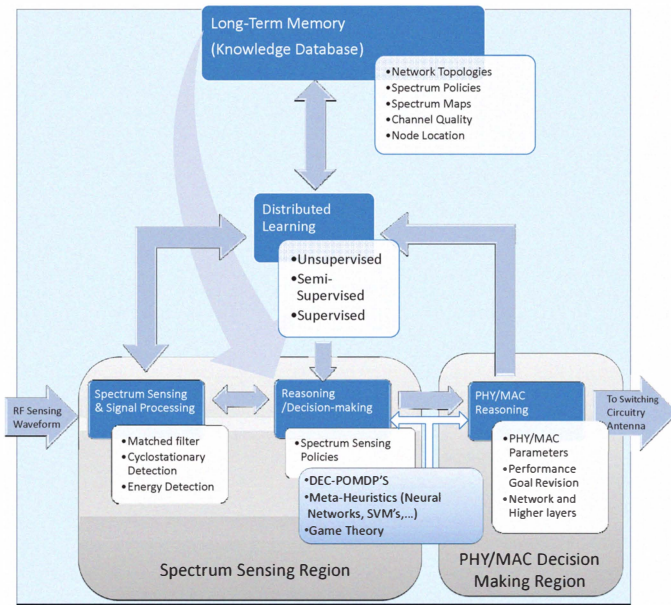 Long-Term Memory
(Knowledge Database)
•Network Topologies
•Spectrum Policies
•Spectrum Maps
•Channel Quality
•Node Location
Distributed
Learning
•Unsupervised
•Semi-
Supervised
•Supervised
RF Sensing
Waveform
Spectrum Sensing
& Signal Processing
•Matched filter
•Cyclostationary
Detection
•Energy Detection
Reasoning
/Decision-making
•Spectrum Sensing
Policies
•DEC-POMDP'S
•Meta-Heuristics (Neural
Networks, SVM's,...)
•Game Theory
PHY/MAC
Reasoning
•PHY/MAC
Parameters
•Performance
Goal Revision
•Network and
Higher layers
To Switching
Circuitry
Antenna
Spectrum Sensing Region
PHY/MAC Decision
Making Region